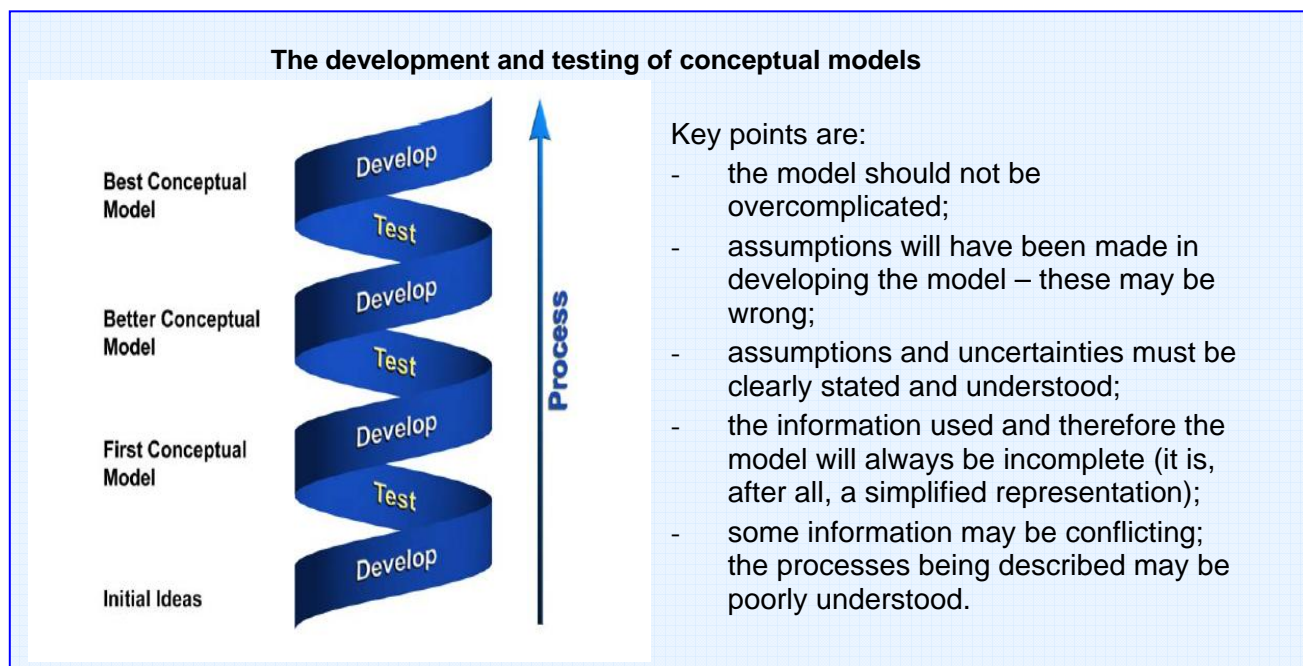 The development and testing of conceptual models
Best Conceptual
Model
Better Conceptual
Model
First Conceptual
Model
Initial Ideas
Develop
Test
Develop
Test
Develop
Test
Develop
Process
Key points are:
- the model should not be
overcomplicated;
- assumptions will have been made in
developing the model – these may be
wrong;
- assumptions and uncertainties must be
clearly stated and understood;
- the information used and therefore the
model will always be incomplete (it is,
after all, a simplified representation);
- some information may be conflicting;
the processes being described may be
poorly understood.